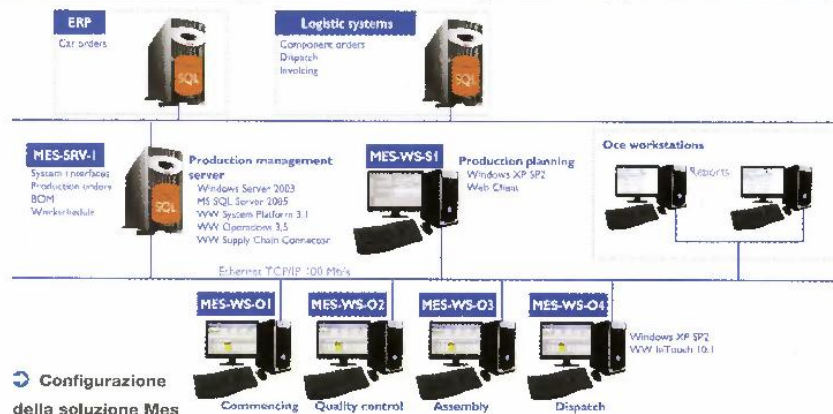 ERP
Car orders
SQL
Logistic systems
Component orders
Dispatch
Invoicing
SQL
MES-SRV-1
System interfaces
Production orders
BOM
Workschedule
SQL
Production management
server
Windows Server 2003
MS SQL Server 2005
WW System Platform 3,1
WW Operations 3,5
WW Supply Chain Connector
MES-WS-S1
Production planning
Windows XP SP2
Web Client
Oce workstations
Reports
Ethernet TCP/IP 100 Mb/s
MES-WS-O1
MES-WS-O2
MES-WS-O3
MES-WS-O4
Windows XP SP2
WW InTouch 10.1
Commencing
Quality control
Assembly
Dispatch
Configurazione
della soluzione Mes